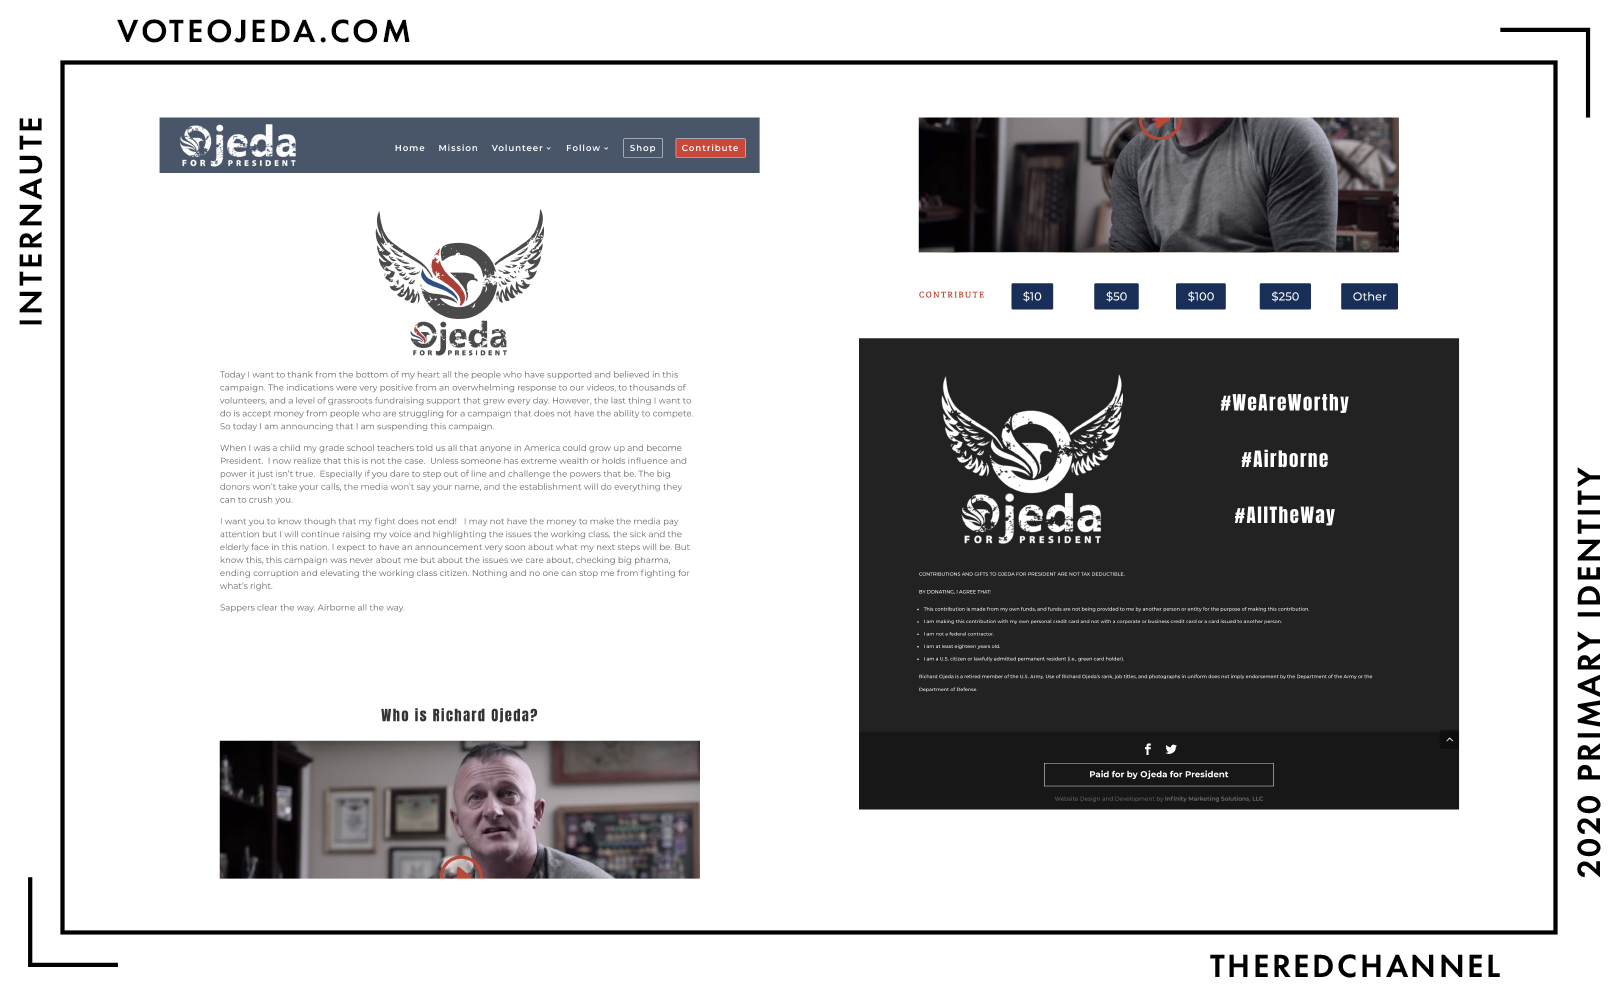 VOTEOJEDA.COM
INTERNAUTE
Ojeda
FOR PRESIDENT
Home Mission Volunteer Follow Shop Contribute
Ojeda
FOR PRESIDENT
Today I want to thank from the bottom of my heart all the people who have supported and believed in this
campaign. The indications were very positive from an overwhelming response to our videos, to thousands of
volunteers, and a level of grassroots fundraising support that grew every day. However, the last thing I want to
do is accept money from people who are struggling for a campaign that does not have the ability to compete.
So today I am announcing that I am suspending this campaign.
When I was a child my grade school teachers told us all that anyone in America could grow up and become
President.  I now realize that this is not the case.  Unless someone has extreme wealth or holds influence and
power it just isn't true.  Especially if you dare to step out of line and challenge the powers that be. The big
donors won't take your calls, the media won't say your name, and the establishment will do everything they
can to crush you.
I want you to know though that my fight does not end!   I may not have the money to make the media pay
attention but I will continue raising my voice and highlighting the issues the working class, the sick and the
elderly face in this nation. I expect to have an announcement very soon about what my next steps will be. But
know this, this campaign was never about me but about the issues we care about, checking big pharma,
ending corruption and elevating the working class citizen. Nothing and no one can stop me from fighting for
what's right.
Sappers clear the way. Airborne all the way.
Who is Richard Ojeda?
CONTRIBUTE $10 $50 $100 $250 Other
Ojeda
FOR PRESIDENT
#WeAreWorthy
#Airborne
#AllTheWay
CONTRIBUTIONS AND GIFTS TO OJEDA FOR PRESIDENT ARE NOT TAX DEDUCTIBLE.
BY DONATING, I AGREE THAT:
• This contribution is made from my own funds, and funds are not being provided to me by another person or entity for the purpose of making this contribution.
• I am making this contribution with my own personal credit card and not with a corporate or business credit card or a card issued to another person.
• I am not a federal contractor.
• I am at least eighteen years old.
• I am a U.S. citizen or lawfully admitted permanent resident (i.e., green card holder).
Richard Ojeda is a retired member of the U.S. Army. Use of Richard Ojeda's rank, job titles, and photographs in uniform does not imply endorsement by the Department of the Army or the
Department of Defense.
Paid for by Ojeda for President
Website Design and Development by Infinity Marketing Solutions, LLC
2020 PRIMARY IDENTITY
THEREDCHANNEL